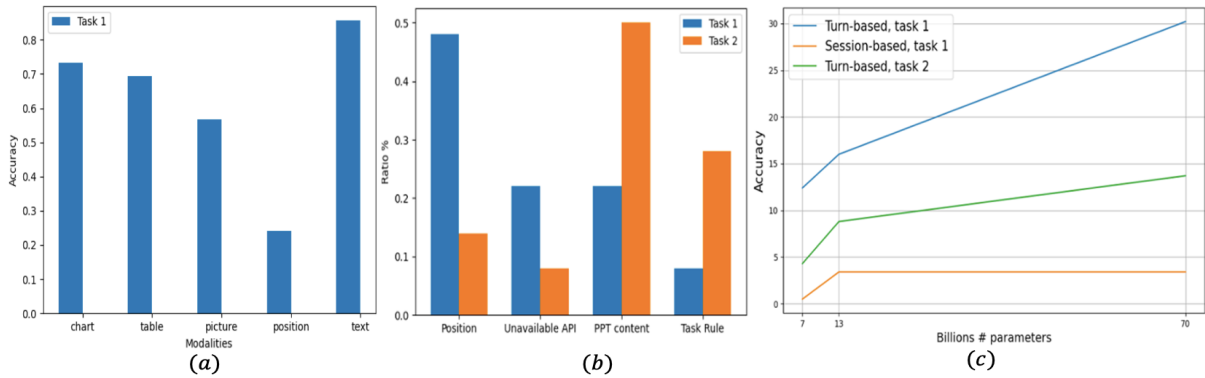 Task 1
Accuracy
0.8
0.7
0.6
0.5
0.4
0.3
0.2
0.1
0.0
chart table picture position text
Modalities
(a)
Task 1
Task 2
Ratio %
0.5
0.4
0.3
0.2
0.1
0.0
Position Unavailable API PPT content Task Rule
(b)
Turn-based, task 1
Session-based, task 1
Turn-based, task 2
Accuracy
30
25
20
15
10
5
0
7 13 70
Billions # parameters
(c)